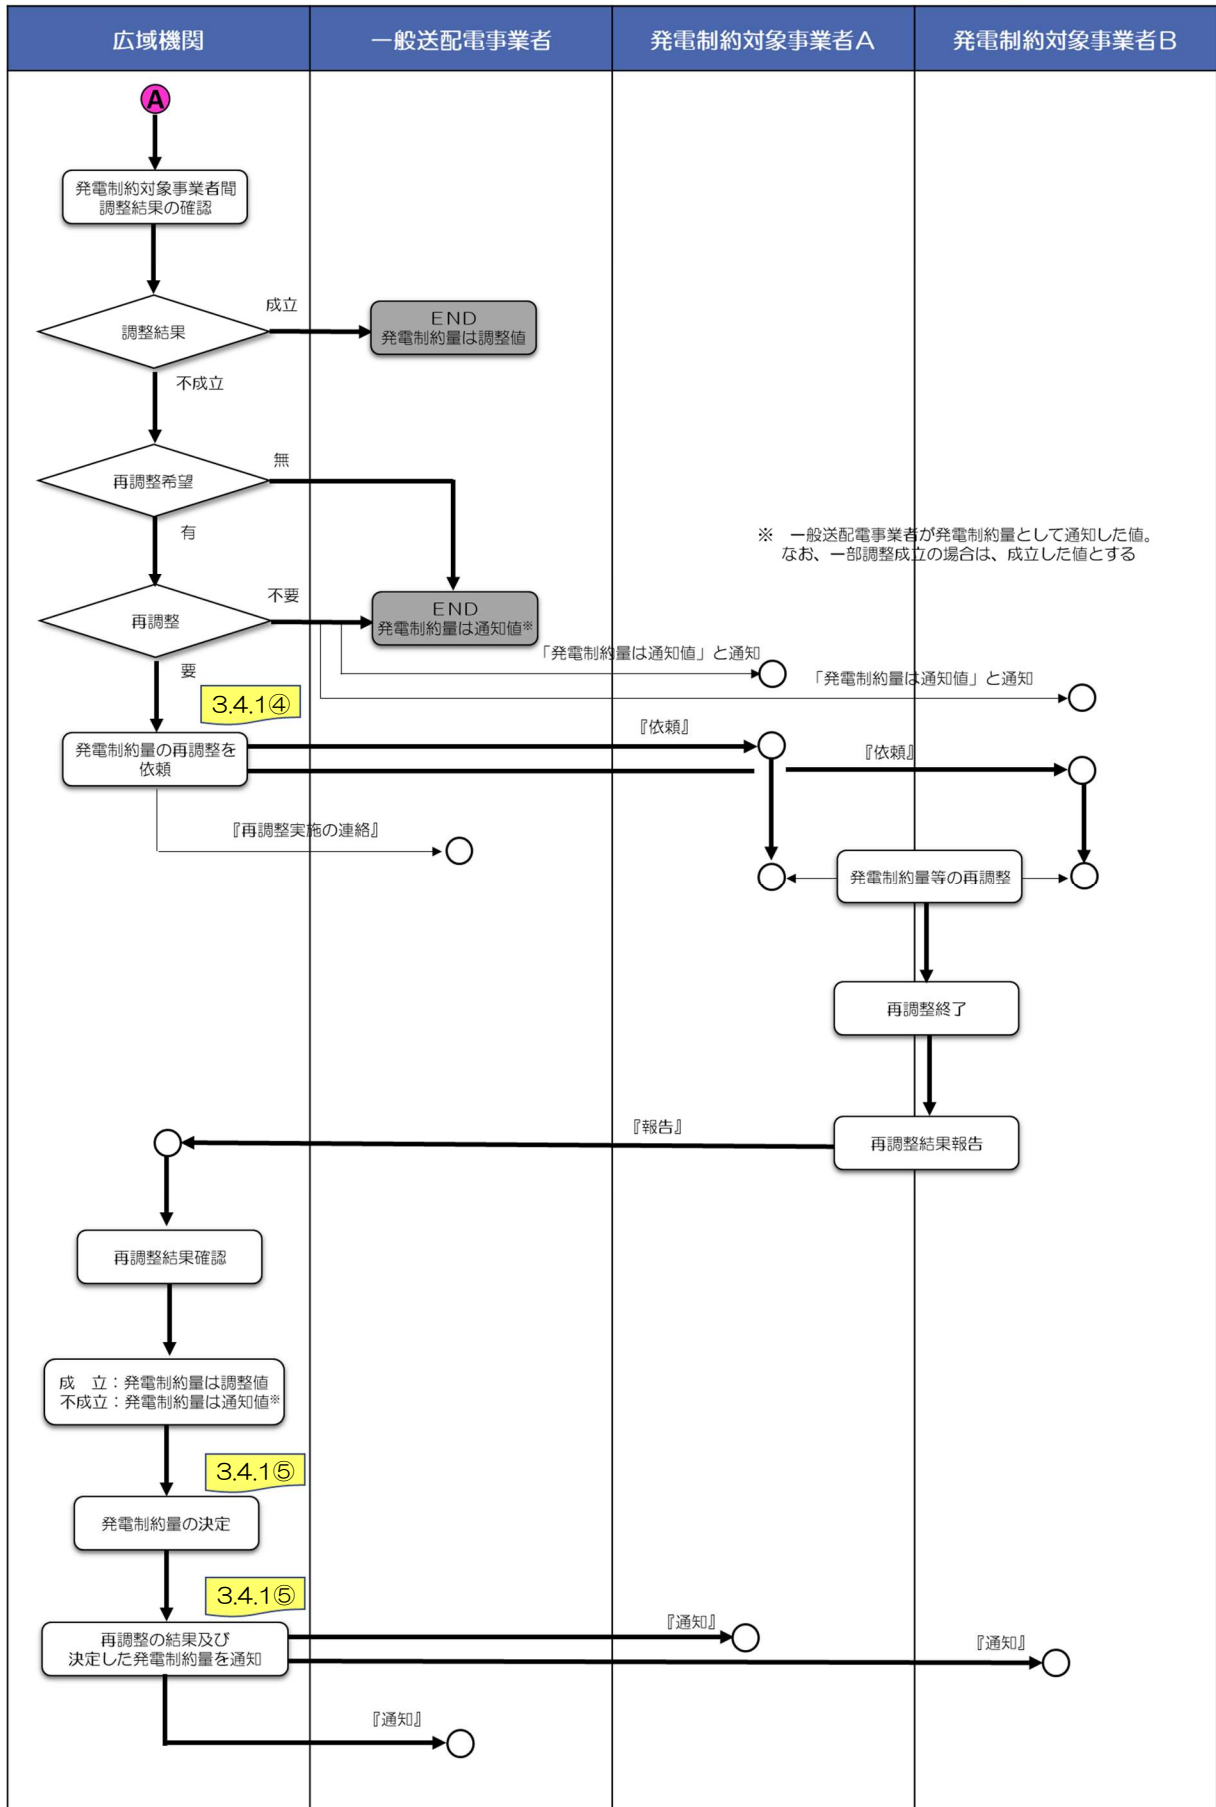 広域機関
一般送配電事業者
発電制約対象事業者A
発電制約対象事業者B
A
発電制約対象事業者間
調整結果の確認
調整結果
成立
END
発電制約量は調整値
不成立
再調整希望
無
有
※　一般送配電事業者が発電制約量として通知した値。
なお、一部調整成立の場合は、成立した値とする
再調整
不要
END
発電制約量は通知値※
「発電制約量は通知値」と通知
「発電制約量は通知値」と通知
要
3.4.1④
発電制約量の再調整を
依頼
『依頼』
『依頼』
『再調整実施の連絡』
発電制約量等の再調整
再調整終了
『報告』
再調整結果報告
再調整結果確認
成　立：発電制約量は調整値
不成立：発電制約量は通知値※
3.4.1⑤
発電制約量の決定
3.4.1⑤
再調整の結果及び
決定した発電制約量を通知
『通知』
『通知』
『通知』